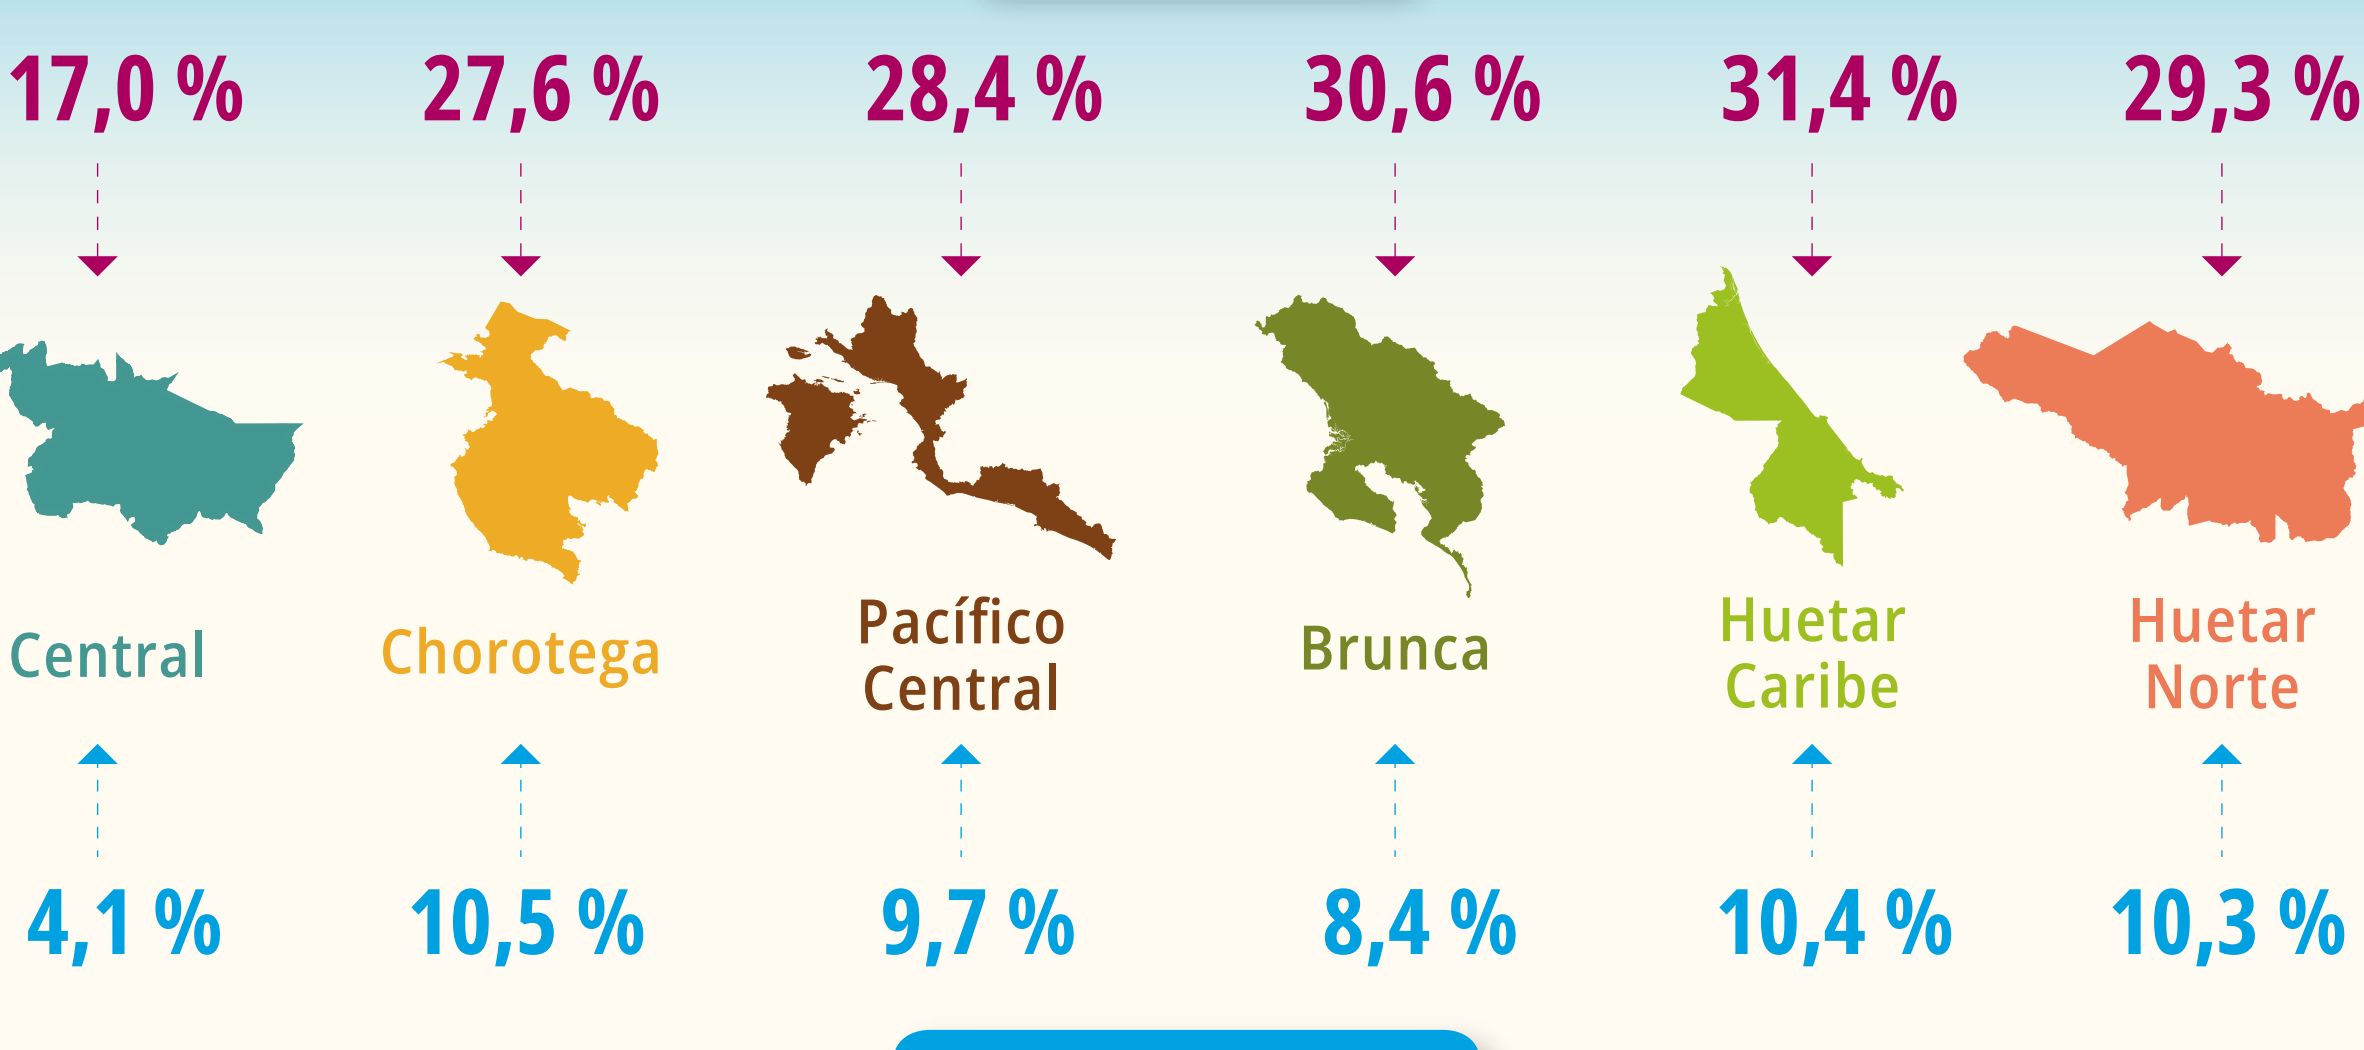 17,0 %
27,6 %
28,4 %
30,6 %
31,4 %
29,3 %
Central
Chorotega
Pacífico
Central
Brunca
Huetar
Caribe
Huetar
Norte
4,1 %
10,5 %
9,7 %
8,4 %
10,4 %
10,3 %